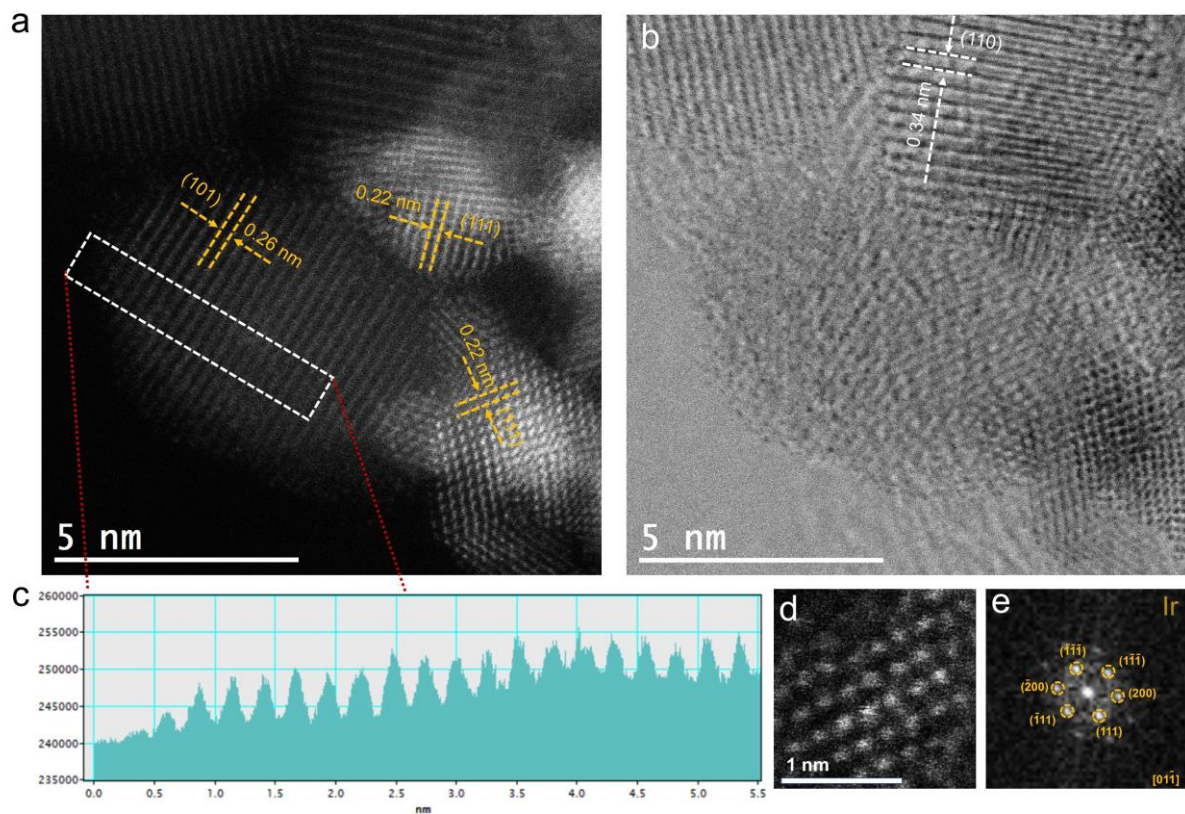 a
(101)
0.26 nm
0.22 nm
(111)
0.22 nm
(111)
5 nm
b
(110)
0.34 nm
5 nm
c
260000
255000
250000
245000
240000
235000
0.0 0.5 1.0 1.5 2.0 2.5 3.0 3.5 4.0 4.5 5.0 5.5
nm
d
1 nm
e
Ir
(1̄1̄1̄)
(11̄1̄)
(2̄00)
(200)
(1̄11)
(111)
[011̄]